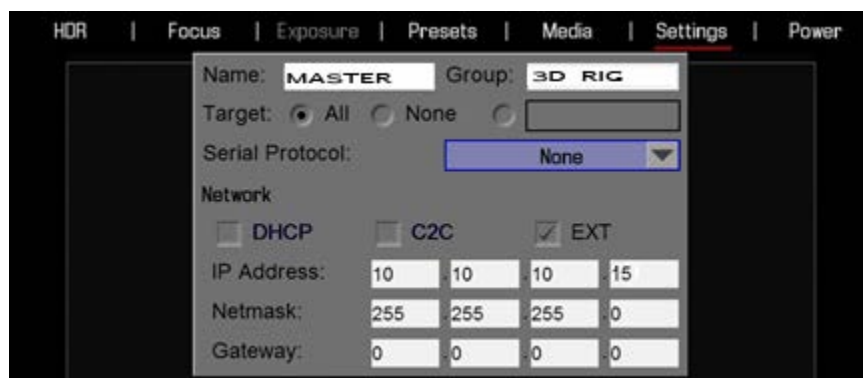 HDR | Focus | Exposure | Presets | Media | Settings | Power
Name: MASTER Group: 3D RIG
Target: All None
Serial Protocol: None
Network
DHCP C2C EXT
IP Address: 10 .10 .10 .15
Netmask: 255 .255 .255 .0
Gateway: 0 .0 .0 .0